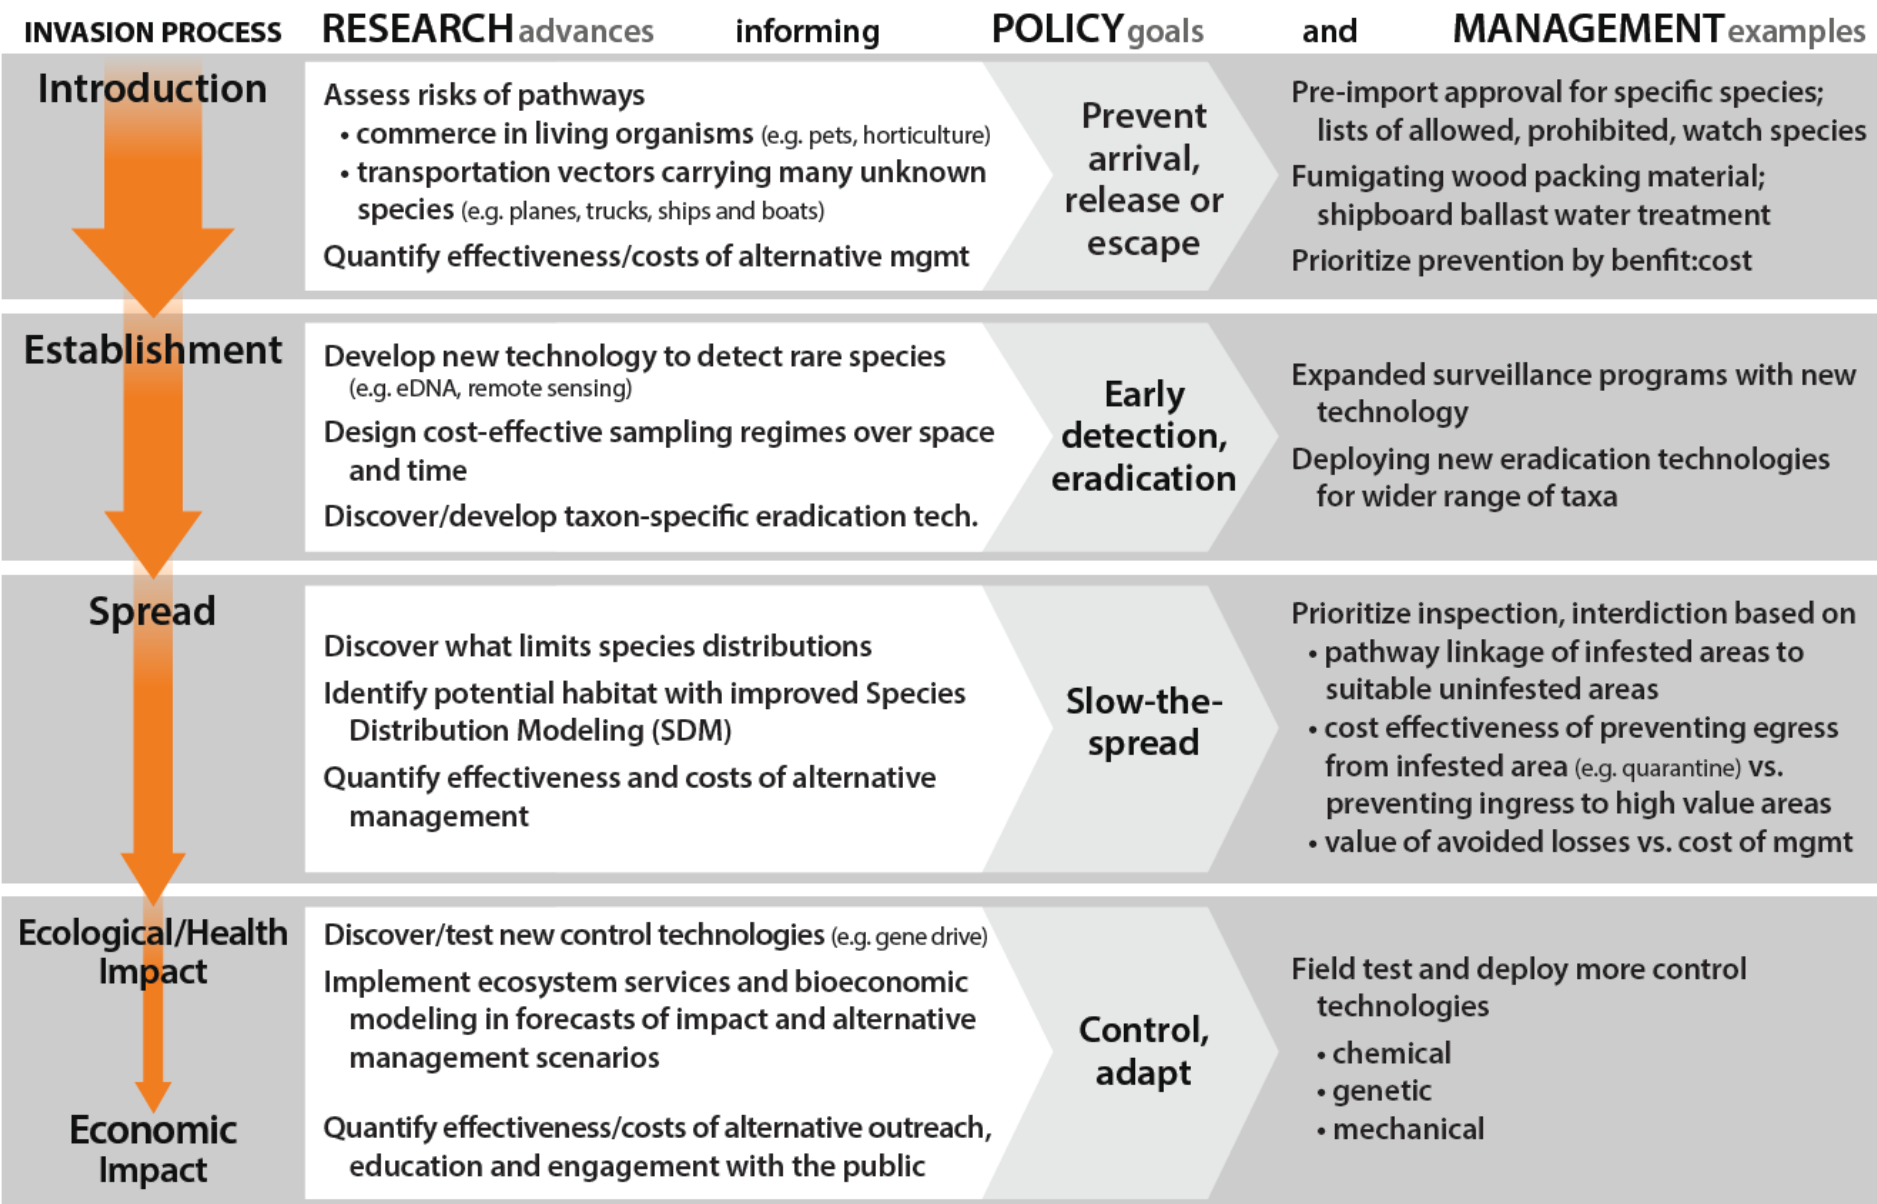 INVASION PROCESS RESEARCH advances informing POLICY goals and MANAGEMENT examples
Introduction
Assess risks of pathways
• commerce in living organisms (e.g. pets, horticulture)
• transportation vectors carrying many unknown
species (e.g. planes, trucks, ships and boats)
Quantify effectiveness/costs of alternative mgmt
Prevent
arrival,
release or
escape
Pre-import approval for specific species;
lists of allowed, prohibited, watch species
Fumigating wood packing material;
shipboard ballast water treatment
Prioritize prevention by benfit:cost
Establishment
Develop new technology to detect rare species
(e.g. eDNA, remote sensing)
Design cost-effective sampling regimes over space
and time
Discover/develop taxon-specific eradication tech.
Early
detection,
eradication
Expanded surveillance programs with new
technology
Deploying new eradication technologies
for wider range of taxa
Spread
Discover what limits species distributions
Identify potential habitat with improved Species
Distribution Modeling (SDM)
Quantify effectiveness and costs of alternative
management
Slow-the-
spread
Prioritize inspection, interdiction based on
• pathway linkage of infested areas to
suitable uninfested areas
• cost effectiveness of preventing egress
from infested area (e.g. quarantine) vs.
preventing ingress to high value areas
• value of avoided losses vs. cost of mgmt
Ecological/Health
Impact
Economic
Impact
Discover/test new control technologies (e.g. gene drive)
Implement ecosystem services and bioeconomic
modeling in forecasts of impact and alternative
management scenarios
Quantify effectiveness/costs of alternative outreach,
education and engagement with the public
Control,
adapt
Field test and deploy more control
technologies
• chemical
• genetic
• mechanical